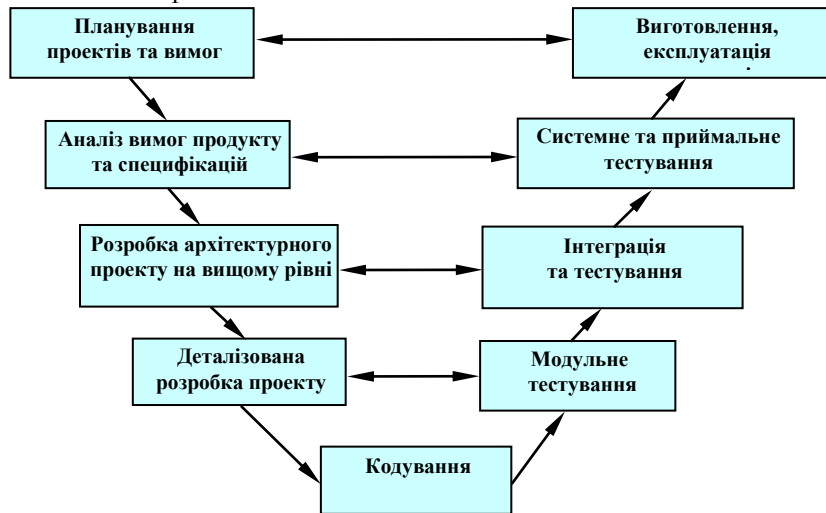 Планування
проектів та вимог
Виготовлення,
експлуатація
Аналіз вимог продукту
та специфікацій
Системне та приймальне
тестування
Розробка архітектурного
проекту на вищому рівні
Інтеграція
та тестування
Деталізована
розробка проекту
Модульне
тестування
Кодування